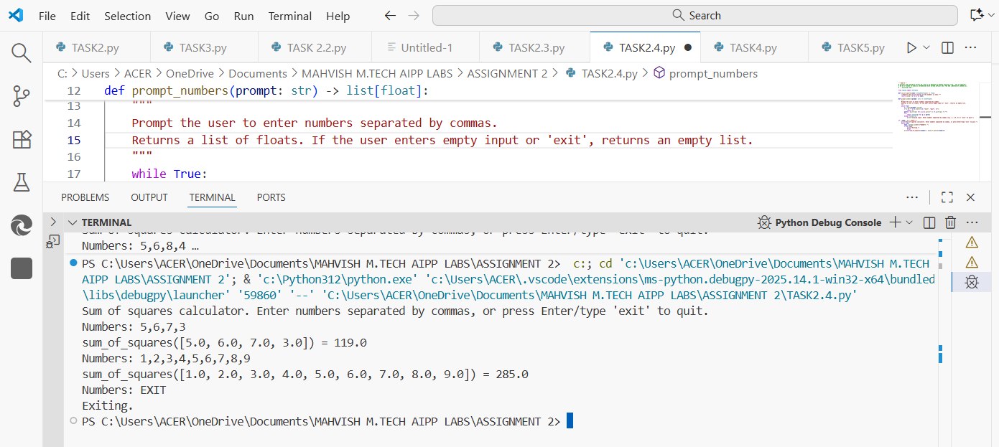 File Edit Selection View Go Run Terminal Help
Search
TASK2.py TASK3.py TASK 2.2.py Untitled-1 TASK2.3.py TASK2.4.py TASK4.py TASK5.py
C: > Users > ACER > OneDrive > Documents > MAHVISH M.TECH AIPP LABS > ASSIGNMENT 2 > TASK2.4.py > prompt_numbers
12 def prompt_numbers(prompt: str) -> list[float]:
13 """
14 Prompt the user to enter numbers separated by commas.
15 Returns a list of floats. If the user enters empty input or 'exit', returns an empty list.
16 """
17 while True:
PROBLEMS OUTPUT TERMINAL PORTS
TERMINAL
Python Debug Console
Sum of squares calculator. Enter numbers separated by commas, or press Enter/type 'exit' to quit.
Numbers: 5,6,8,4 …
PS C:\Users\ACER\OneDrive\Documents\MAHVISH M.TECH AIPP LABS\ASSIGNMENT 2> c:; cd 'c:\Users\ACER\OneDrive\Documents\MAHVISH M.TECH
AIPP LABS\ASSIGNMENT 2'; & 'c:\Python312\python.exe' 'c:\Users\ACER\.vscode\extensions\ms-python.debugpy-2025.14.1-win32-x64\bundled
\libs\debugpy\launcher' '59860' '--' 'C:\Users\ACER\OneDrive\Documents\MAHVISH M.TECH AIPP LABS\ASSIGNMENT 2\TASK2.4.py'
Sum of squares calculator. Enter numbers separated by commas, or press Enter/type 'exit' to quit.
Numbers: 5,6,7,3
sum_of_squares([5.0, 6.0, 7.0, 3.0]) = 119.0
Numbers: 1,2,3,4,5,6,7,8,9
sum_of_squares([1.0, 2.0, 3.0, 4.0, 5.0, 6.0, 7.0, 8.0, 9.0]) = 285.0
Numbers: EXIT
Exiting.
PS C:\Users\ACER\OneDrive\Documents\MAHVISH M.TECH AIPP LABS\ASSIGNMENT 2>